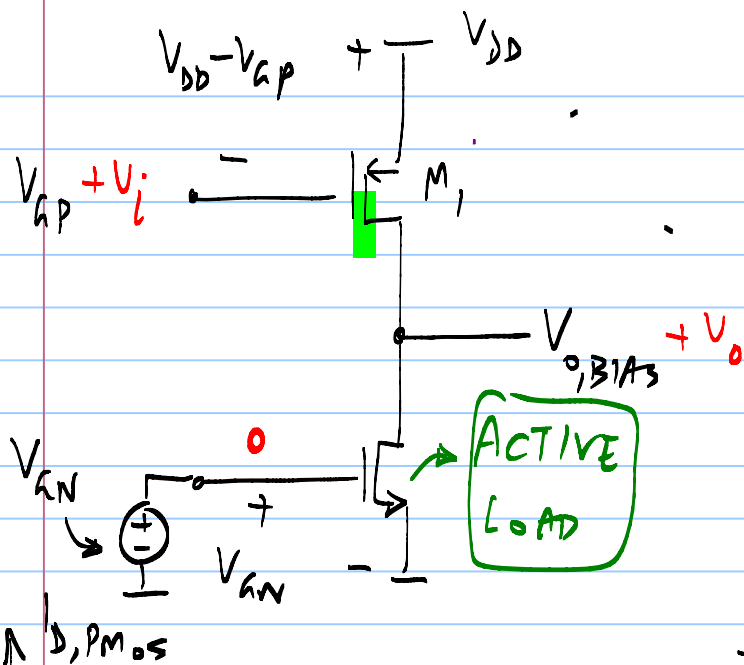 V_DD-V_GP + V_DD
-
V_GP +v_i M_1
V_o,BIAS + v_o
ACTIVE
LOAD
V_GN 0
+
+
-
V_GN -
I_D,PMOS